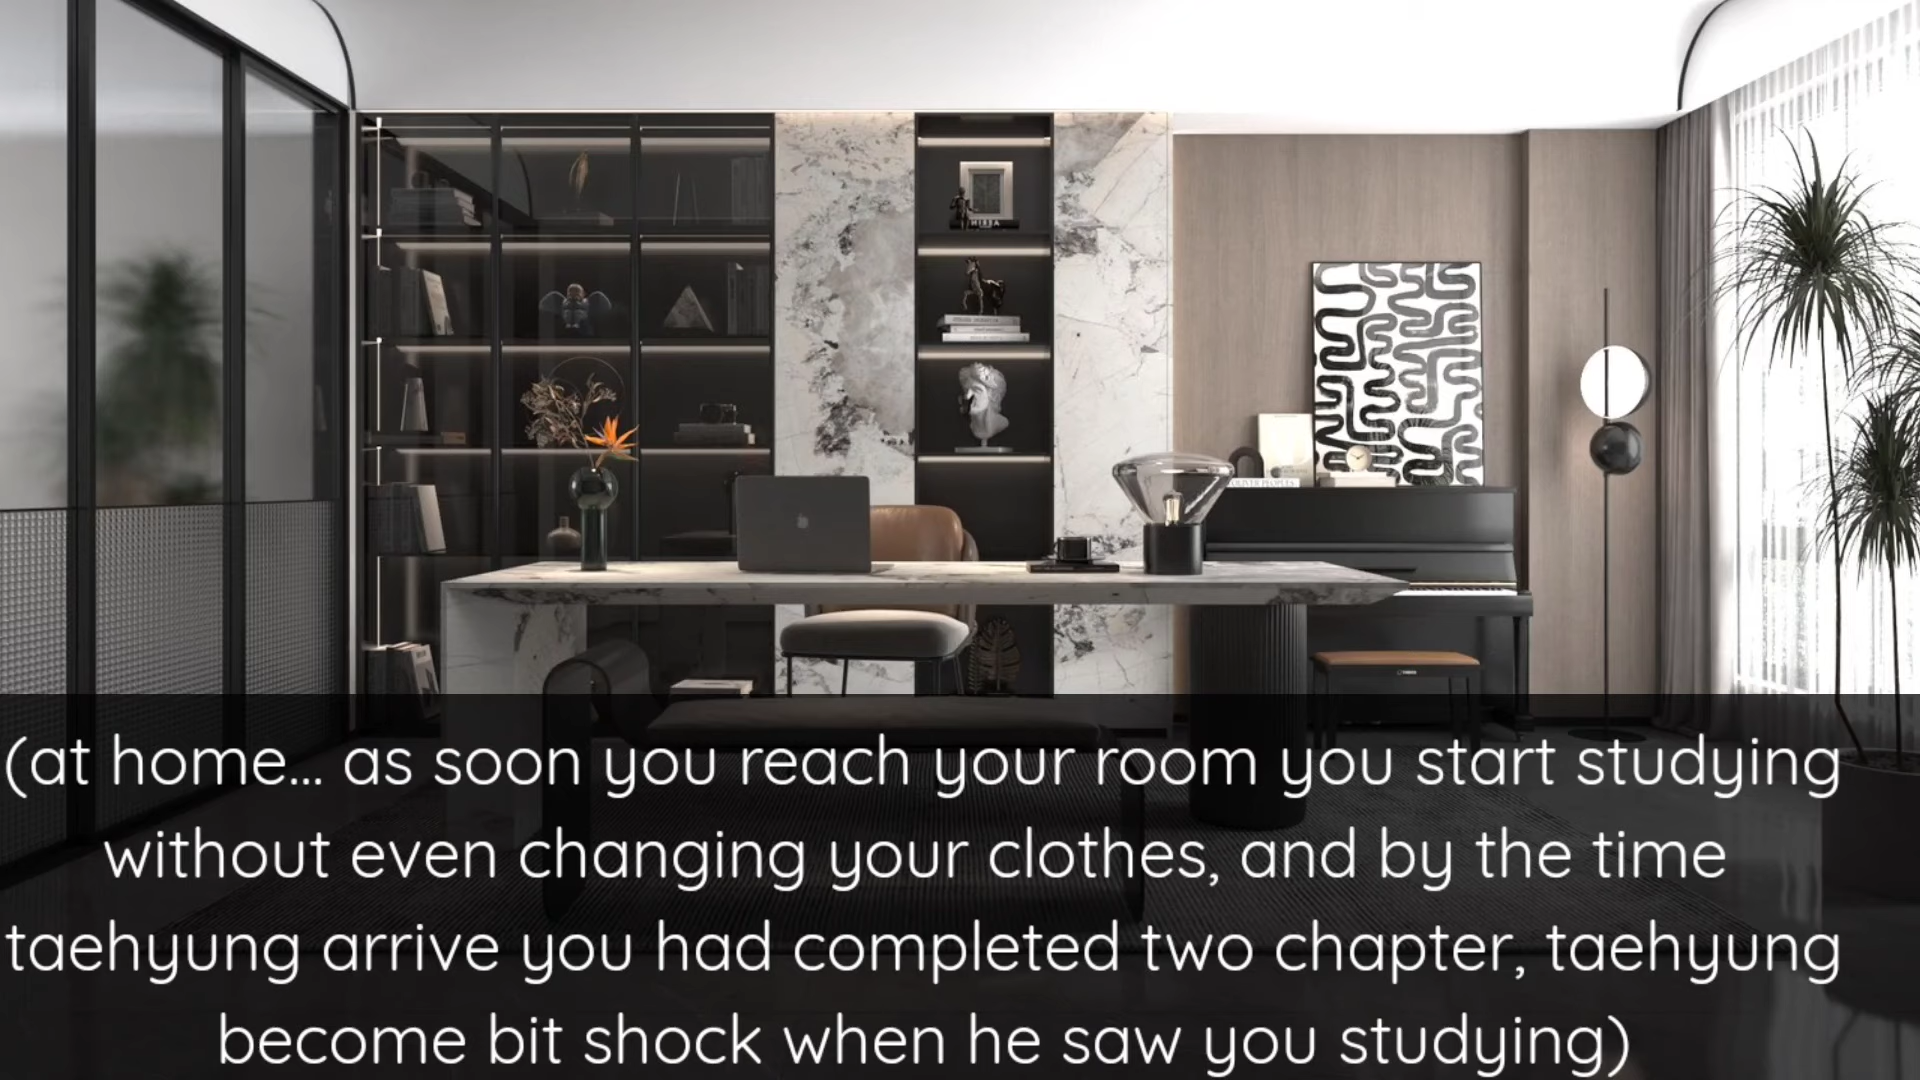 (at home... as soon you reach your room you start studying
without even changing your clothes, and by the time
taehyung arrive you had completed two chapter, taehyung
become bit shock when he saw you studying)